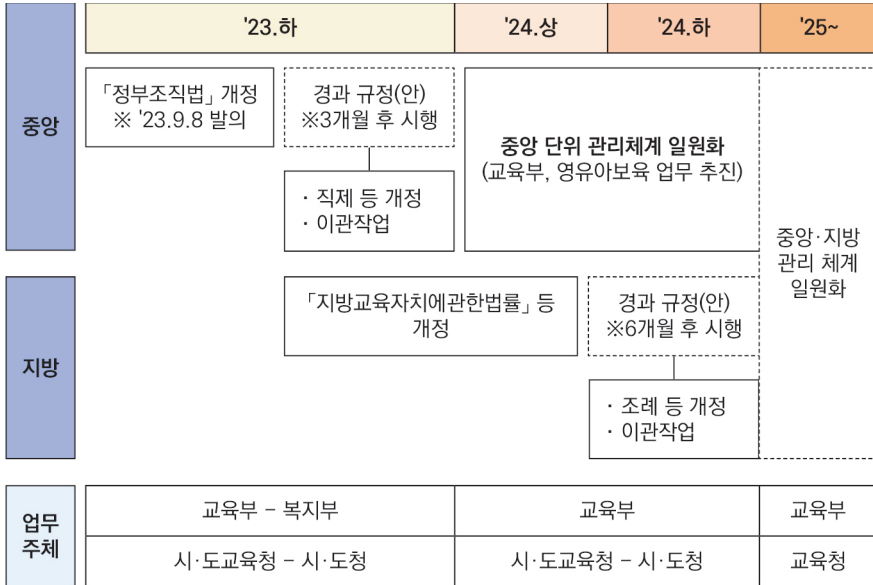 '23.하
'24.상
'24.하
'25~
중앙
「정부조직법」 개정
※ '23.9.8 발의
경과 규정(안)
※3개월 후 시행
· 직제 등 개정
· 이관작업
중앙 단위 관리체계 일원화
(교육부, 영유아보육 업무 추진)
중앙·지방
관리 체계
일원화
지방
「지방교육자치에관한법률」 등
개정
경과 규정(안)
※6개월 후 시행
· 조례 등 개정
· 이관작업
업무
주체
교육부 – 복지부
교육부
교육부
시·도교육청 – 시·도청
시·도교육청 – 시·도청
교육청